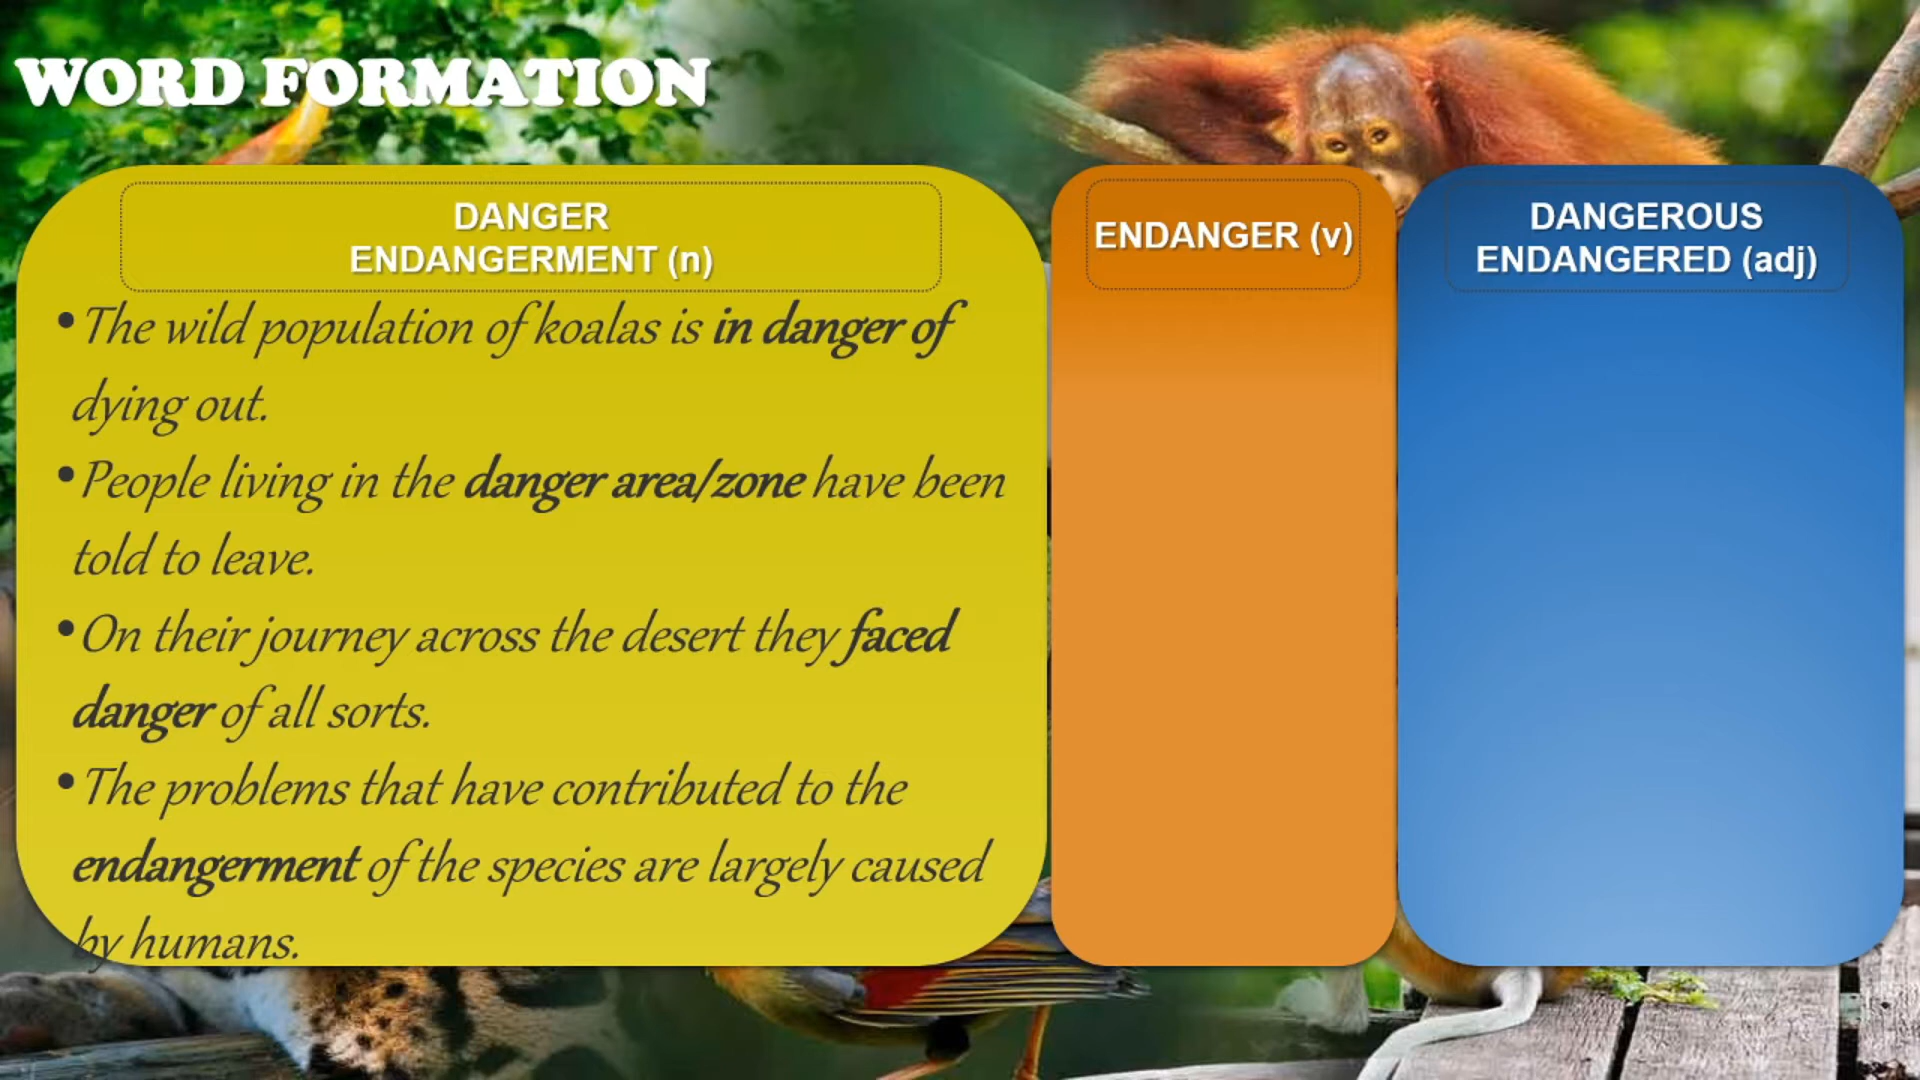 WORD FORMATION
DANGER
ENDANGERMENT (n)
•The wild population of koalas is in danger of
dying out.
•People living in the danger area/zone have been
told to leave.
•On their journey across the desert they faced
danger of all sorts.
•The problems that have contributed to the
endangerment of the species are largely caused
by humans.
ENDANGER (v)
DANGEROUS
ENDANGERED (adj)